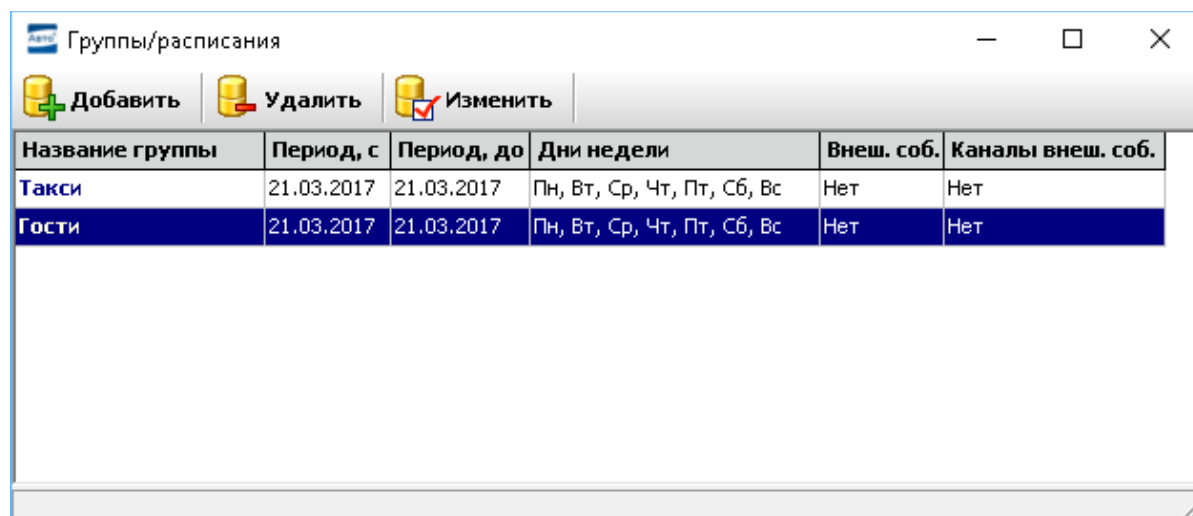 Авто Группы/расписания
Добавить Удалить Изменить
Название группы Период, с Период, до Дни недели Внеш. соб. Каналы внеш. соб.
Такси 21.03.2017 21.03.2017 Пн, Вт, Ср, Чт, Пт, Сб, Вс Нет Нет
Гости 21.03.2017 21.03.2017 Пн, Вт, Ср, Чт, Пт, Сб, Вс Нет Нет